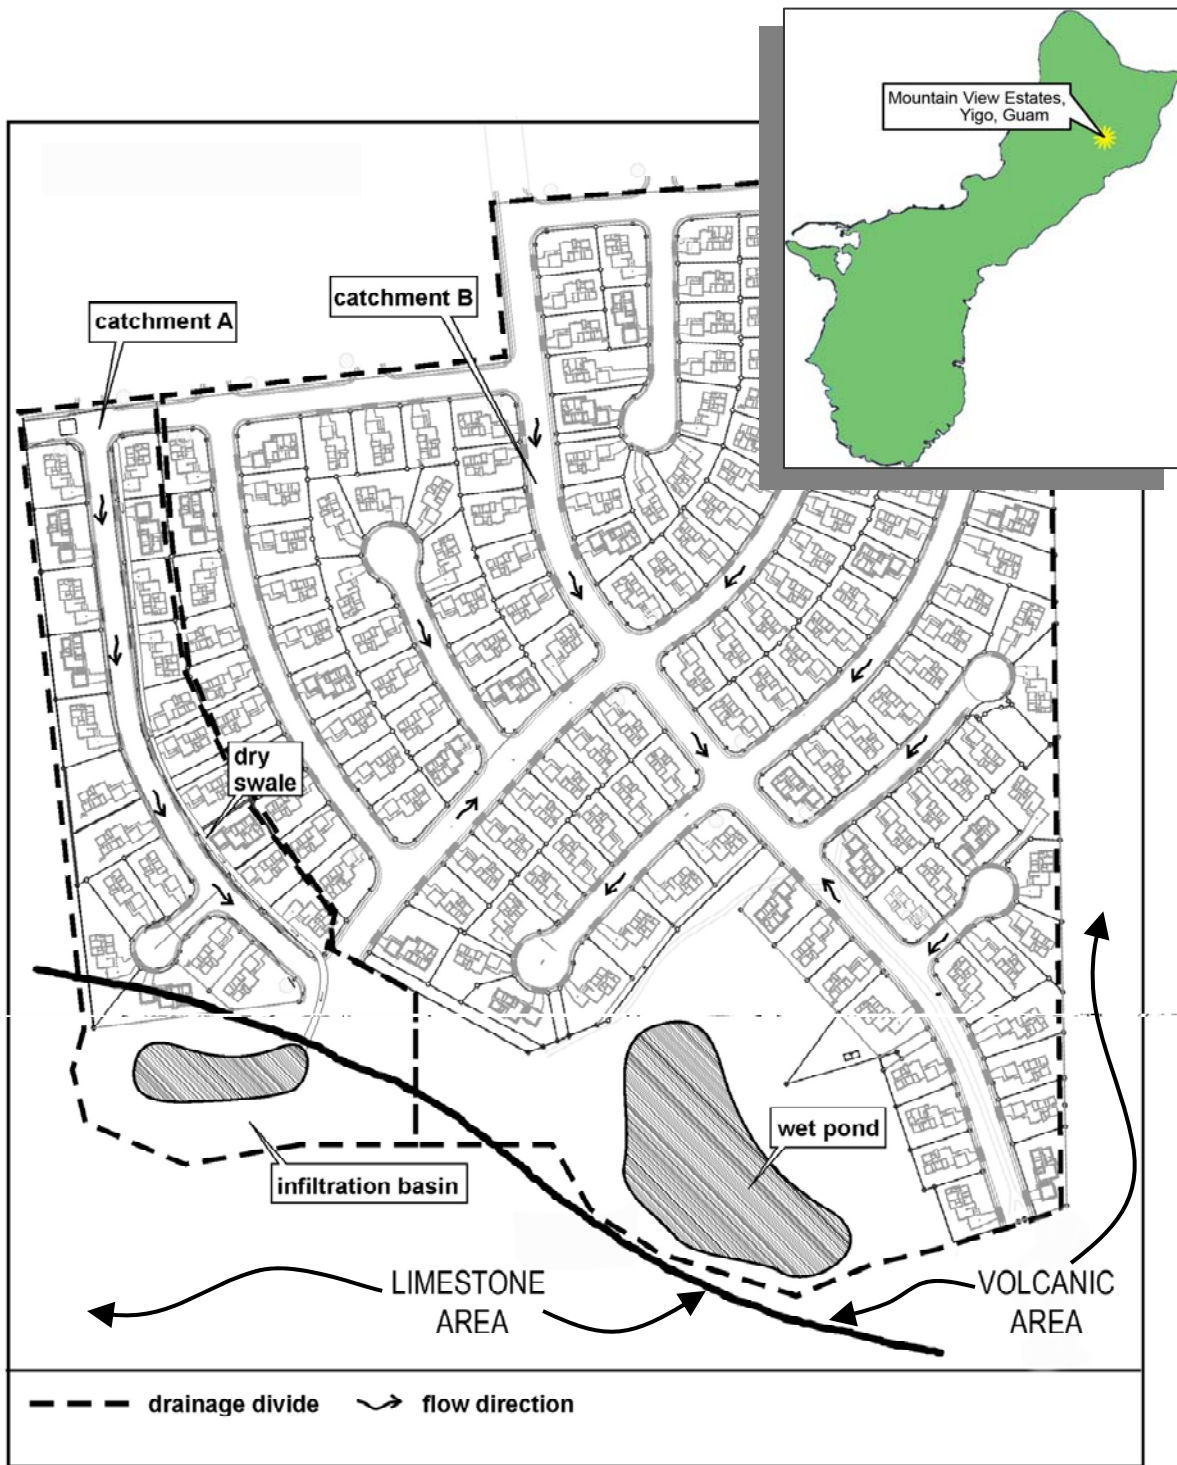 Mountain View Estates,
Yigo, Guam
catchment B
catchment A
dry
swale
wet pond
infiltration basin
LIMESTONE
AREA
VOLCANIC
AREA
drainage divide
flow direction